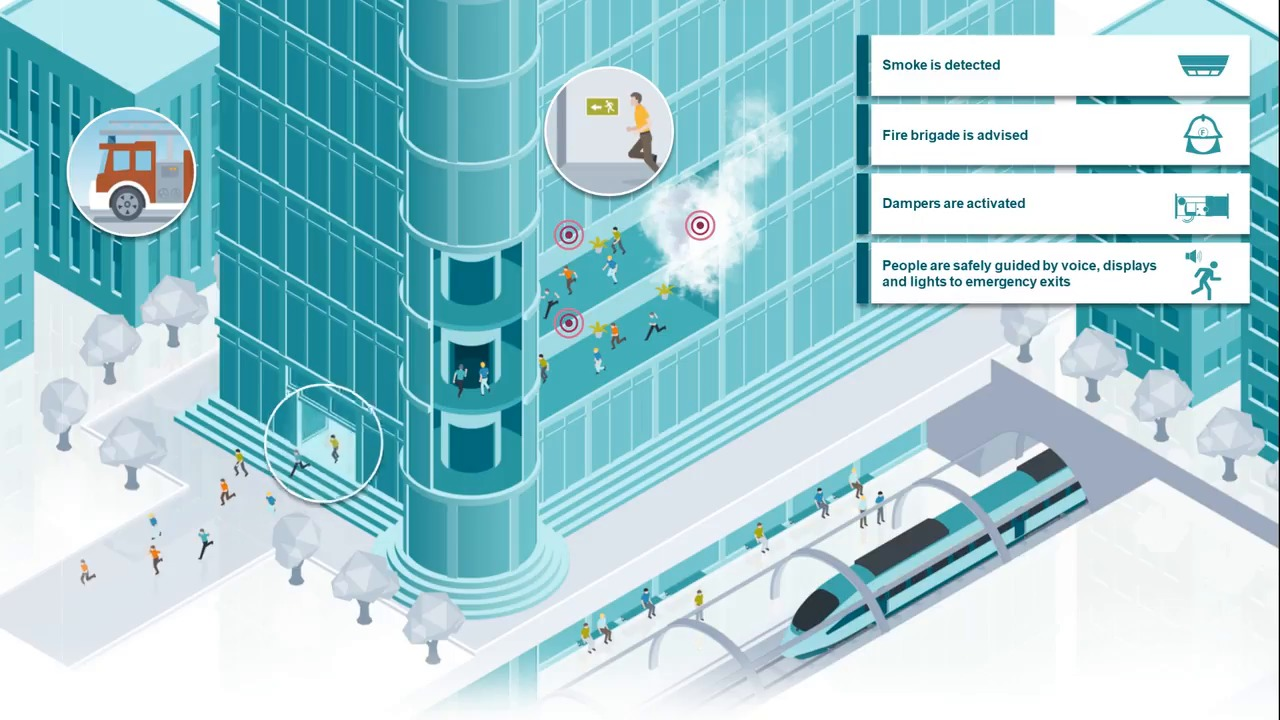 Smoke is detected
Fire brigade is advised
F
Dampers are activated
People are safely guided by voice, displays
and lights to emergency exits